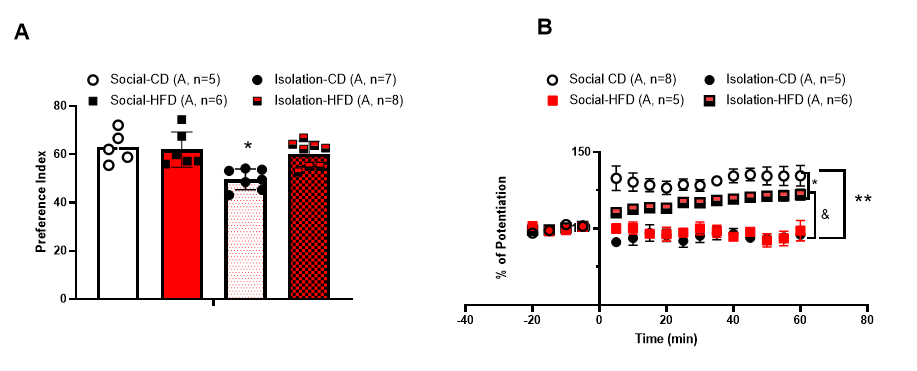 A
B
Social-CD (A, n=5)
Isolation-CD (A, n=7)
Social-HFD (A, n=6)
Isolation-HFD (A, n=8)
80
60
40
20
0
Preference Index
*
Social CD (A, n=8)
Isolation-CD (A, n=5)
Social-HFD (A, n=5)
Isolation-HFD (A, n=6)
150
% of Potentiation
*
&
**
-40
-20
0
20
40
60
80
Time (min)